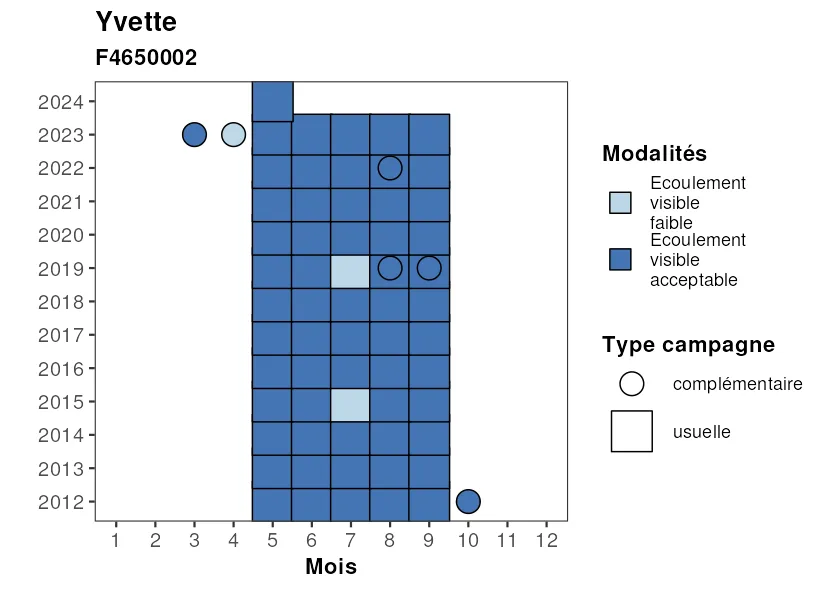 Yvette
F4650002
2024
2023
2022
2021
2020
2019
2018
2017
2016
2015
2014
2013
2012
1 2 3 4 5 6 7 8 9 10 11 12
Mois
Modalités
Ecoulement
visible
faible
Ecoulement
visible
acceptable
Type campagne
complémentaire
usuelle